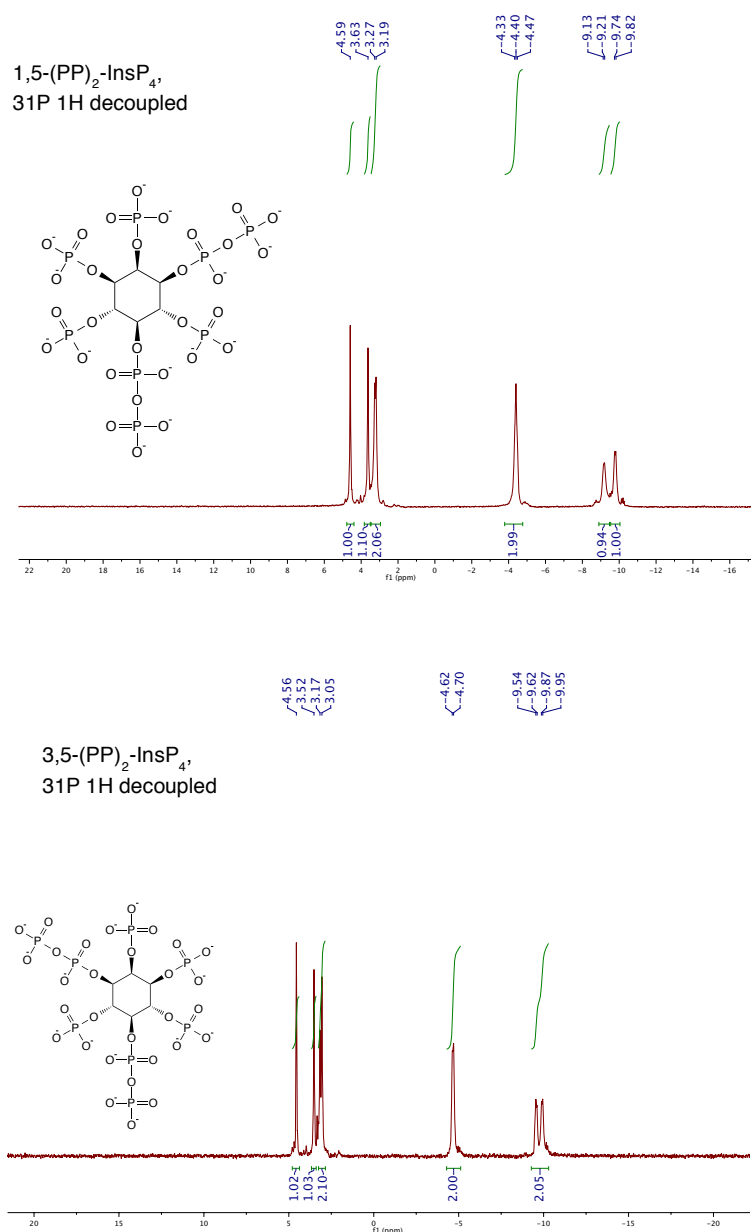 4.59
3.63
3.27
3.19
−4.33
−4.40
−4.47
−9.13
−9.21
−9.74
−9.82
1,5-(PP)2-InsP4,
31P 1H decoupled
O- O=P-O- O
O- O P O- O
O O P O O P O- O- O-
O- P O O- O O P O O- O-
O O=P-O- O O=P-O- O-
1.00
1.10
2.06
1.99
0.94
1.00
22 20 18 16 14 12 10 8 6 4 2 0 −2 −4 −6 −8 −10 −12 −14 −16
f1 (ppm)
4.56
3.52
3.17
3.05
−4.62
−4.70
−9.54
−9.62
−9.87
−9.95
3,5-(PP)2-InsP4,
31P 1H decoupled
O- O-P=O O
O- P O O- O P O O- O
O P O O- O-
O- P O O- O O P O O- O-
O O-P=O O O-P=O O-
1.02
1.03
2.10
2.00
2.05
20 15 10 5 0 −5 −10 −15 −20
f1 (ppm)